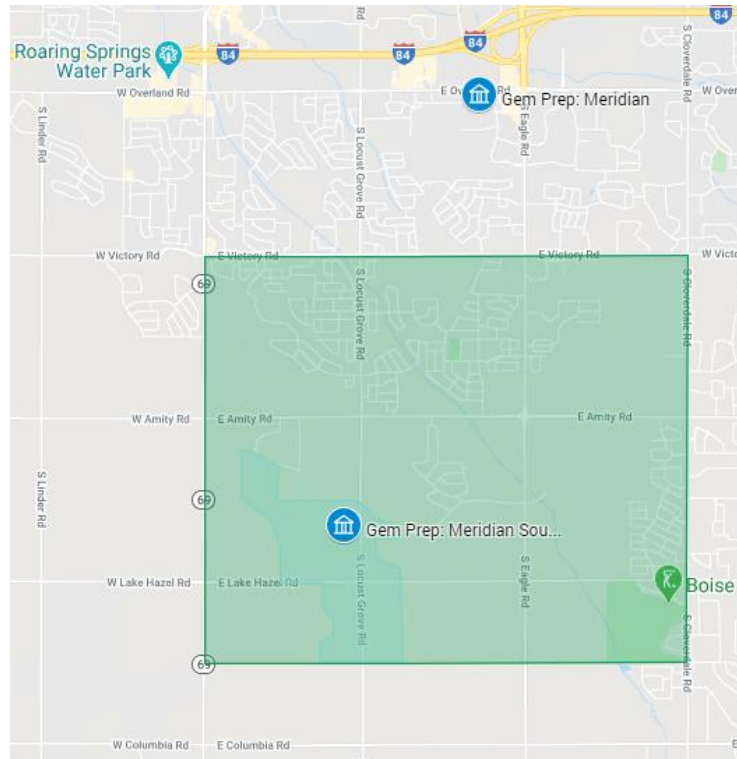 Rd
84
84
84
84
Roaring Springs
Water Park
W Overland Rd
Gem Prep: Meridian
S Linder Rd
S Locust Grove Rd
S Eagle Rd
S Cloverdale Rd
W Victory Rd
E Victory Rd
E Victory Rd
69
S Locust Grove Rd
S Cloverdale Rd
W Amity Rd
E Amity Rd
E Amity Rd
S Linder Rd
69
Gem Prep: Meridian Sou...
W Lake Hazel Rd
E Lake Hazel Rd
S Locust Grove Rd
S Eagle Rd
Boise
S Cloverdale Rd
69
W Columbia Rd
E Columbia Rd